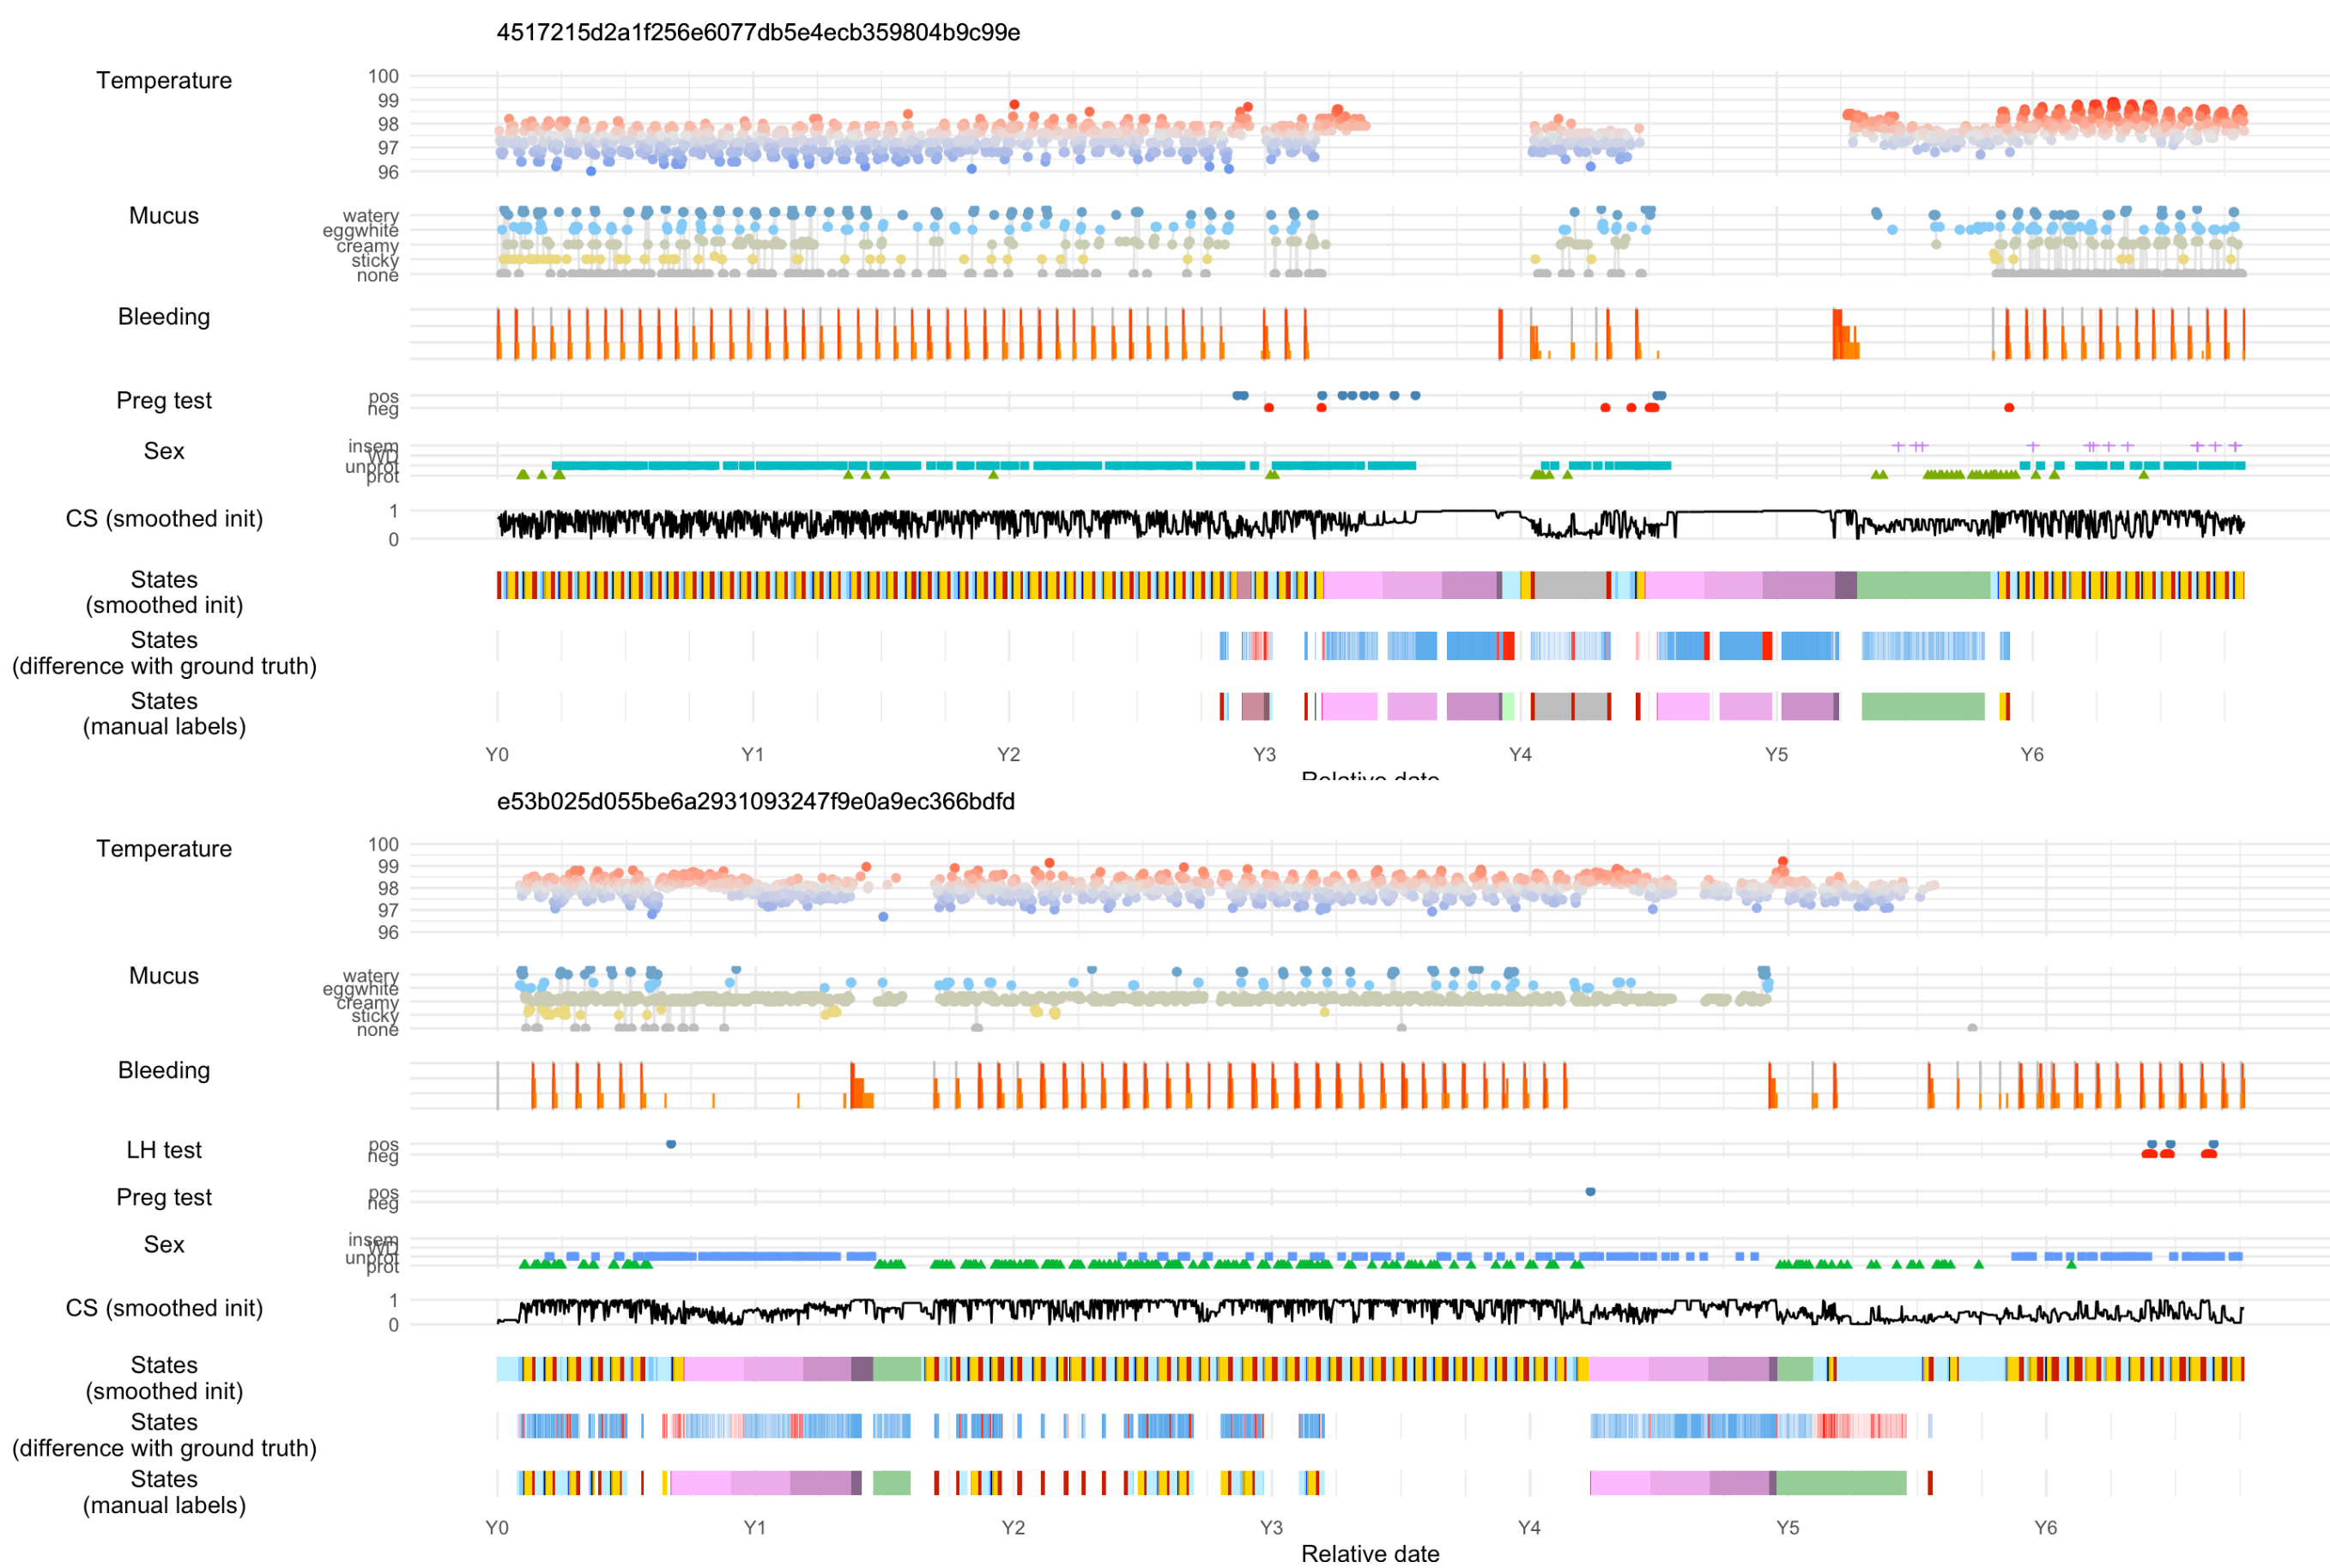 4517215d2a1f256e6077db5e4ecb359804b9c99e
Temperature
100
99
98
97
96
Mucus
watery
eggwhite
creamy
sticky
none
Bleeding
Preg test
pos
neg
Sex
insem
WD
unprot
prot
CS (smoothed init)
1
0
States
(smoothed init)
States
(difference with ground truth)
States
(manual labels)
Y0 Y1 Y2 Y3 Y4 Y5 Y6
Relative date
e53b025d055be6a2931093247f9e0a9ec366bdfd
Temperature
100
99
98
97
96
Mucus
watery
eggwhite
creamy
sticky
none
Bleeding
LH test
pos
neg
Preg test
pos
neg
Sex
insem
WD
unprot
prot
CS (smoothed init)
1
0
States
(smoothed init)
States
(difference with ground truth)
States
(manual labels)
Y0 Y1 Y2 Y3 Y4 Y5 Y6
Relative date